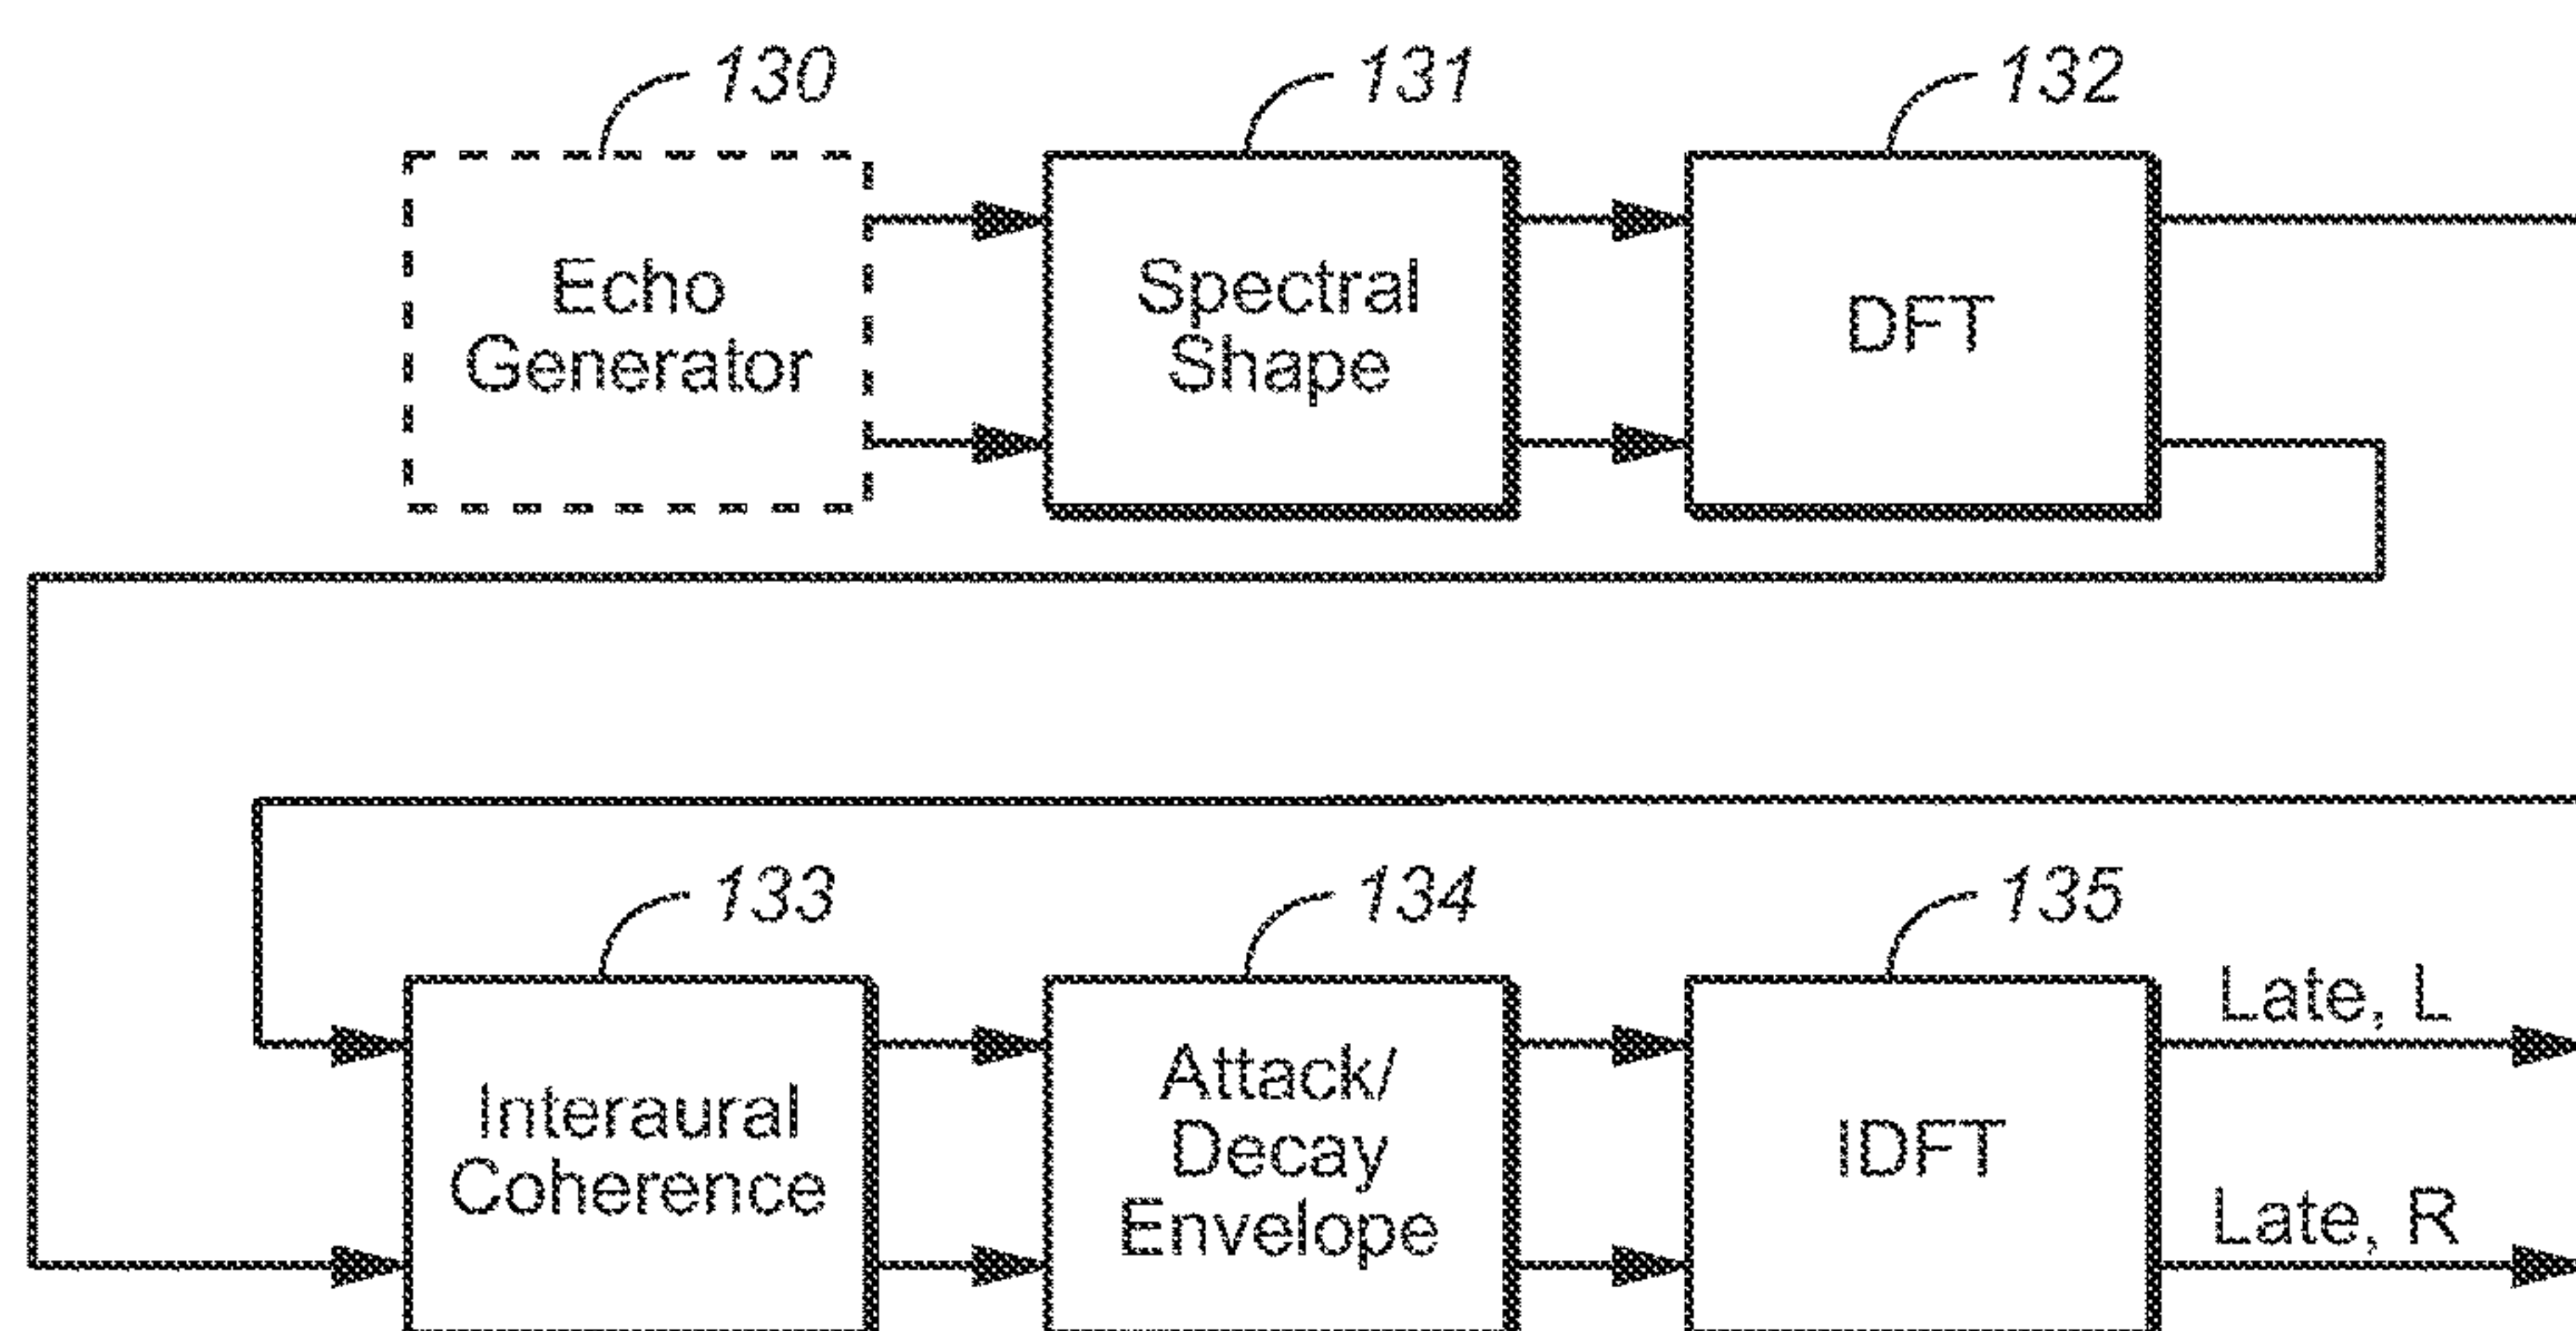 130
131
132
Echo
Generator
Spectral
Shape
DFT
133
134
135
Interaural
Coherence
Attack/
Decay
Envelope
IDFT
Late, L
Late, R